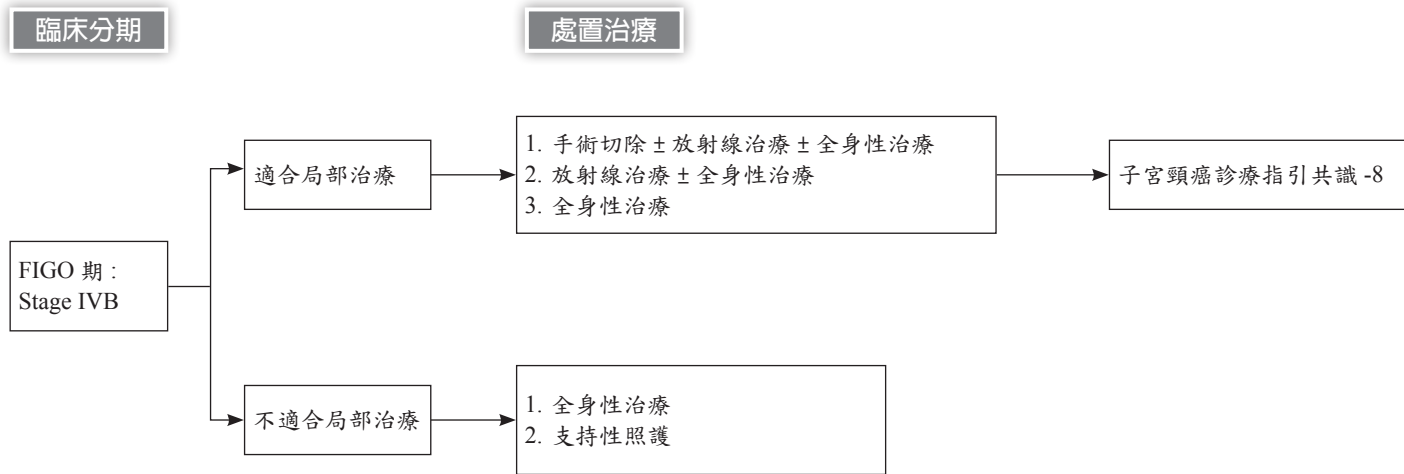 臨床分期
處置治療
適合局部治療
1. 手術切除 ± 放射線治療 ± 全身性治療
2. 放射線治療 ± 全身性治療
3. 全身性治療
子宮頸癌診療指引共識 -8
FIGO 期 :
Stage IVB
不適合局部治療
1. 全身性治療
2. 支持性照護